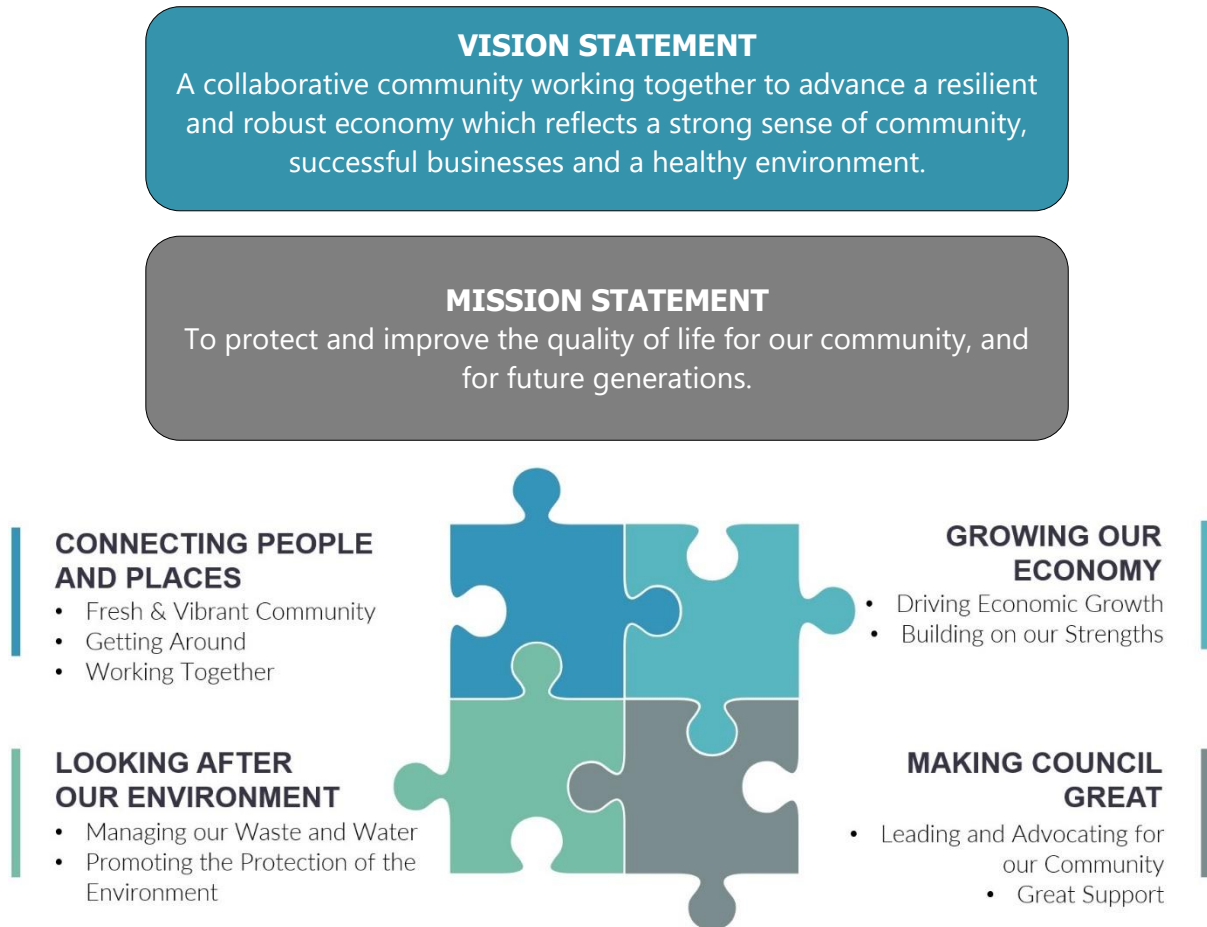 VISION STATEMENT
A collaborative community working together to advance a resilient
and robust economy which reflects a strong sense of community,
successful businesses and a healthy environment.
MISSION STATEMENT
To protect and improve the quality of life for our community, and
for future generations.
CONNECTING PEOPLE
AND PLACES
• Fresh & Vibrant Community
• Getting Around
• Working Together
GROWING OUR
ECONOMY
• Driving Economic Growth
• Building on our Strengths
LOOKING AFTER
OUR ENVIRONMENT
• Managing our Waste and Water
• Promoting the Protection of the
Environment
MAKING COUNCIL
GREAT
• Leading and Advocating for
our Community
• Great Support